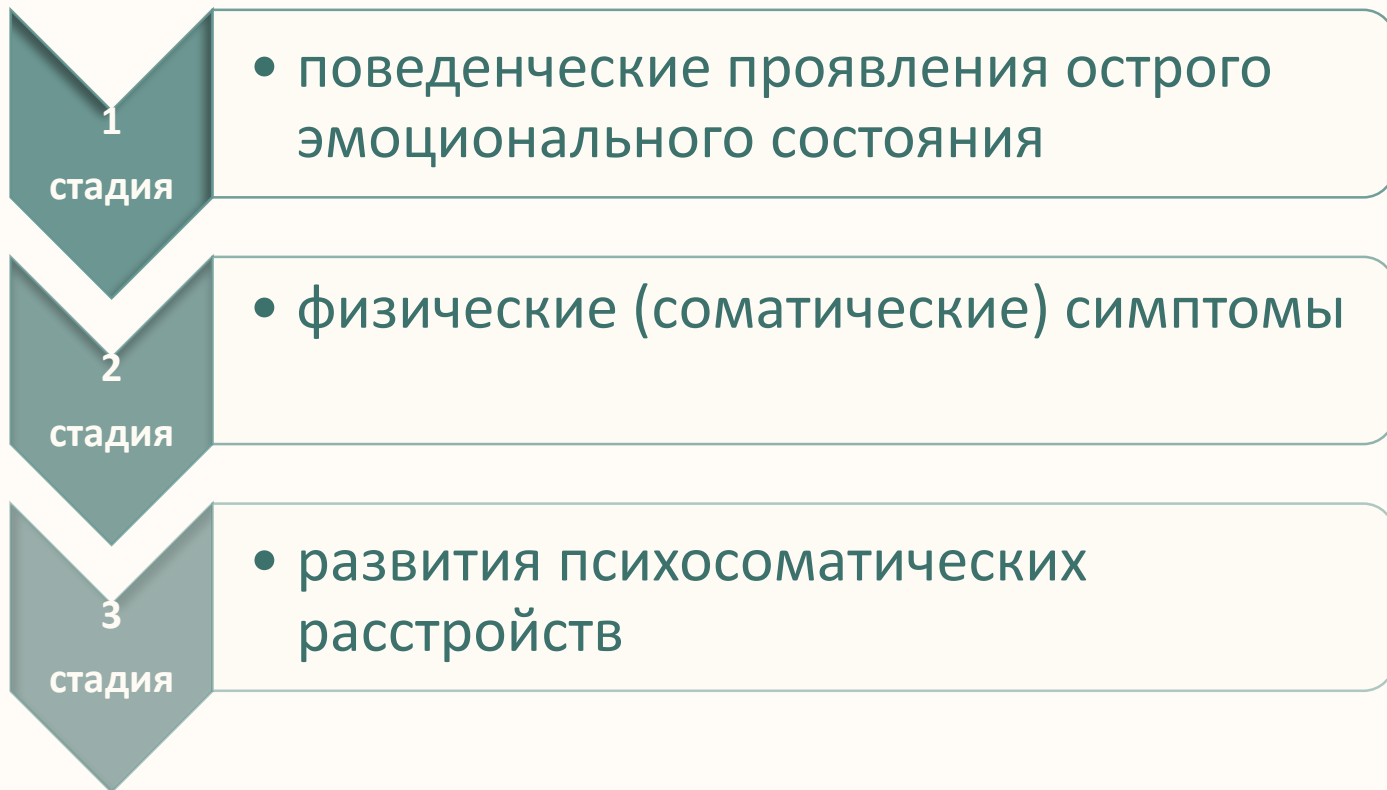 1
стадия
• поведенческие проявления острого
эмоционального состояния
2
стадия
• физические (соматические) симптомы
3
стадия
• развития психосоматических
расстройств